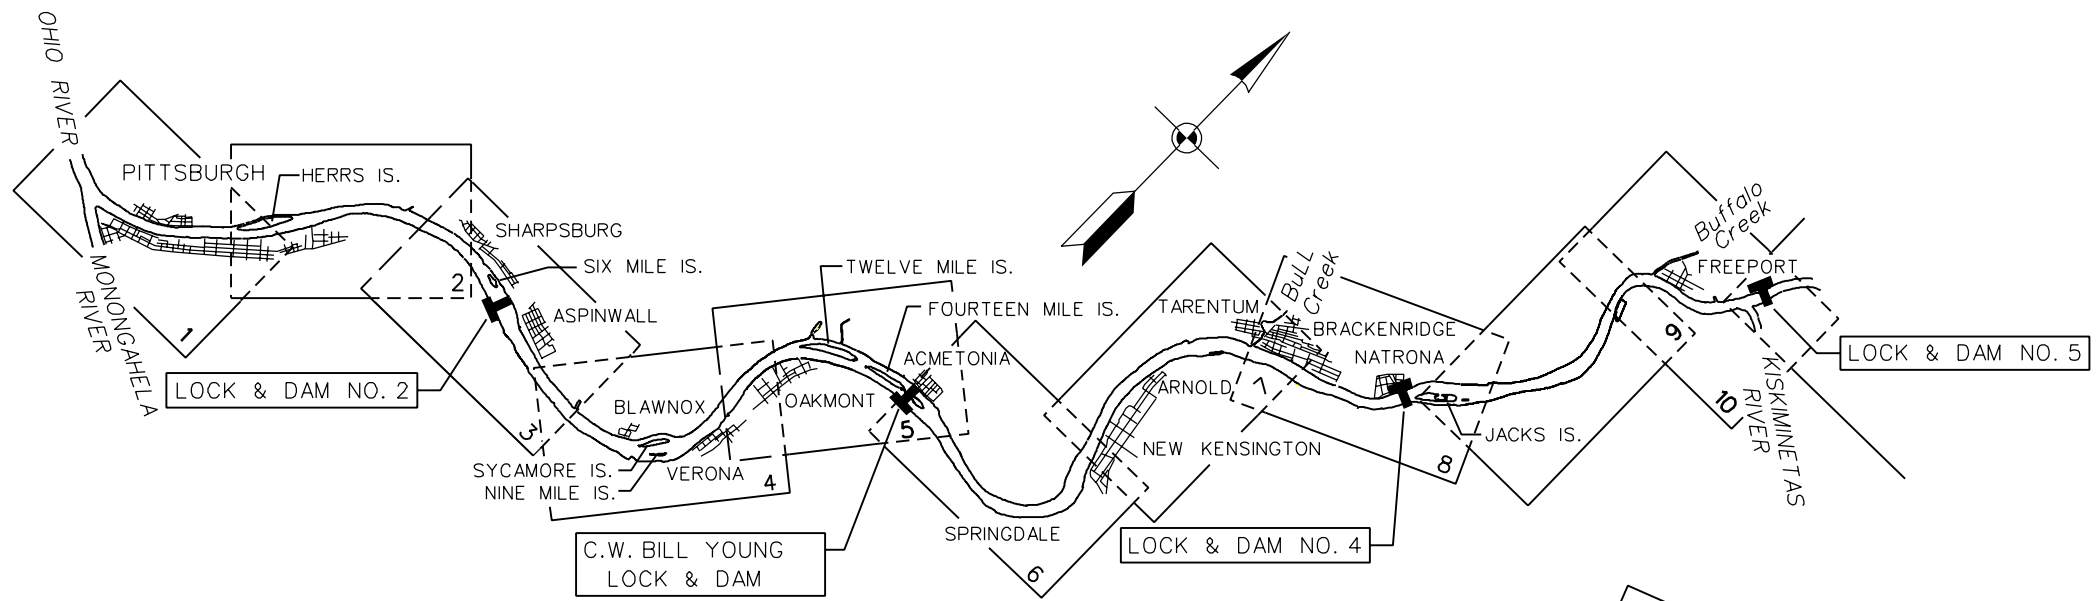 OHIO RIVER
PITTSBURGH
HERRS IS.
MONONGAHELA
RIVER
1
2
SHARPSBURG
SIX MILE IS.
ASPINWALL
LOCK & DAM NO. 2
3
BLAWNOX
SYCAMORE IS.
NINE MILE IS.
VERONA
4
OAKMONT
TWELVE MILE IS.
FOURTEEN MILE IS.
ACMETONIA
5
C.W. BILL YOUNG
LOCK & DAM
SPRINGDALE
6
TARENTUM
Bull
Creek
BRACKENRIDGE
NATRONA
ARNOLD
7
NEW KENSINGTON
LOCK & DAM NO. 4
8
JACKS IS.
Buffalo
Creek
FREEPORT
9
10
LOCK & DAM NO. 5
KISKIMINETAS
RIVER